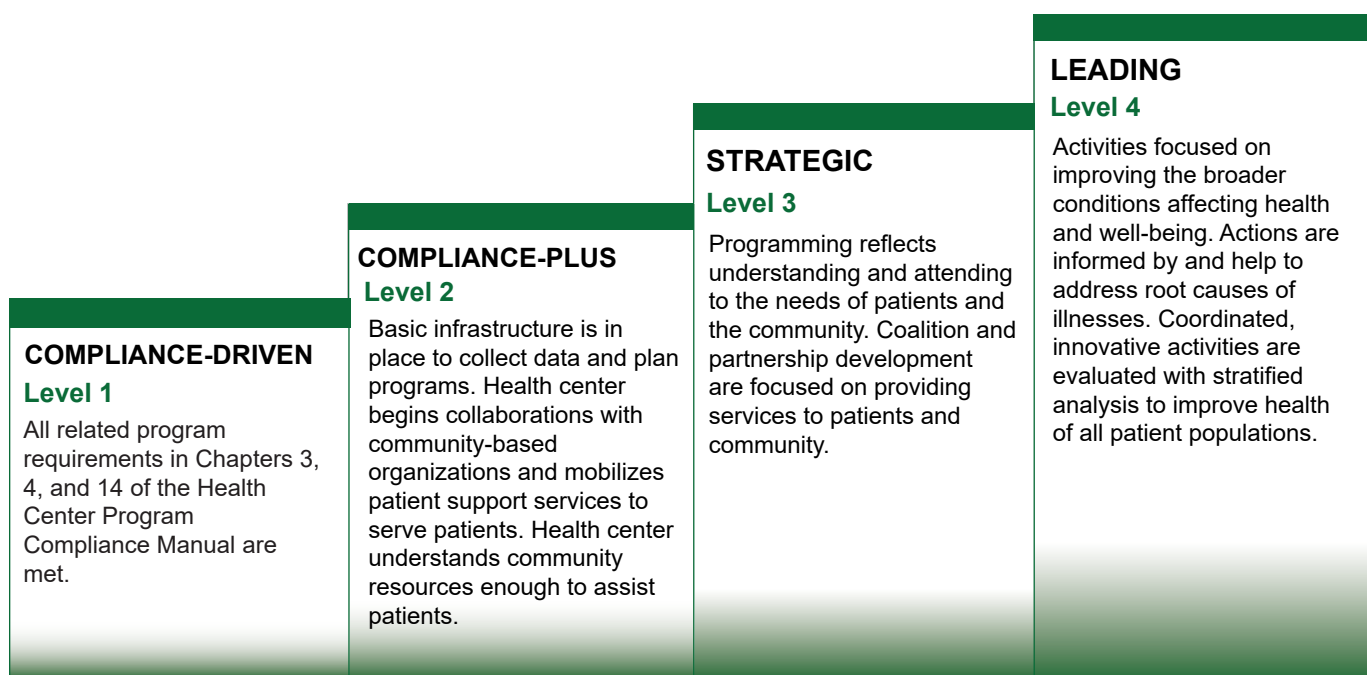 COMPLIANCE-DRIVEN
Level 1
All related program
requirements in Chapters 3,
4, and 14 of the Health
Center Program
Compliance Manual are
met.
COMPLIANCE-PLUS
Level 2
Basic infrastructure is in
place to collect data and plan
programs. Health center
begins collaborations with
community-based
organizations and mobilizes
patient support services to
serve patients. Health center
understands community
resources enough to assist
patients.
STRATEGIC
Level 3
Programming reflects
understanding and attending
to the needs of patients and
the community. Coalition and
partnership development
are focused on providing
services to patients and
community.
LEADING
Level 4
Activities focused on
improving the broader
conditions affecting health
and well-being. Actions are
informed by and help to
address root causes of
illnesses. Coordinated,
innovative activities are
evaluated with stratified
analysis to improve health
of all patient populations.